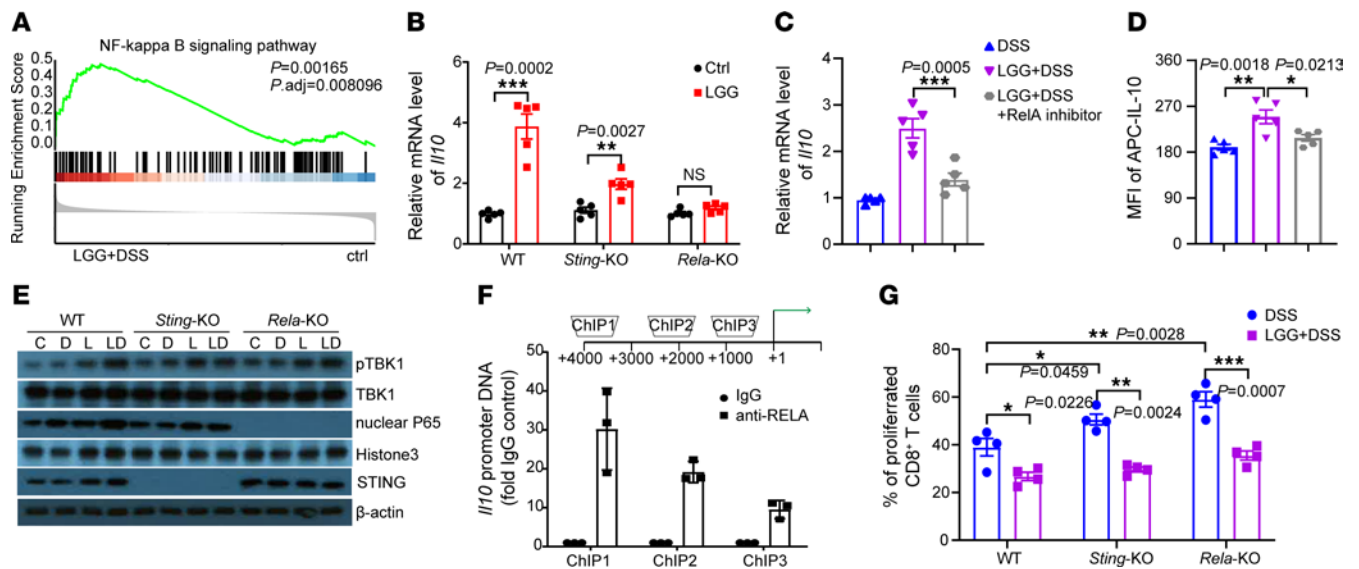 A
NF-kappa B signaling pathway
P=0.00165
P.adj=0.008096
Running Enrichment Score
0.5
0.4
0.3
0.2
0.1
0.0
LGG+DSS
ctrl
B
Relative mRNA level
of Il10
6
4
2
0
P=0.0002
***
P=0.0027
**
NS
Ctrl
LGG
WT
Sting-KO
Rela-KO
C
Relative mRNA level
of Il10
4
3
2
1
0
P=0.0005
***
DSS
LGG+DSS
LGG+DSS
+RelA inhibitor
D
MFI of APC-IL-10
360
270
180
90
0
P=0.0018
P=0.0213
**
*
E
WT
Sting-KO
Rela-KO
C D L LD C D L LD C D L LD
pTBK1
TBK1
nuclear P65
Histone3
STING
β-actin
F
ChIP1
ChIP2
ChIP3
+4000
+3000
+2000
+1000
+1
Il10 promoter DNA
(fold IgG control)
50
40
30
20
10
0
IgG
anti-RELA
ChIP1
ChIP2
ChIP3
G
DSS
LGG+DSS
% of proliferrated
CD8+ T cells
80
60
40
20
0
**
P=0.0028
*
P=0.0459
*
P=0.0226
**
P=0.0024
***
P=0.0007
WT
Sting-KO
Rela-KO